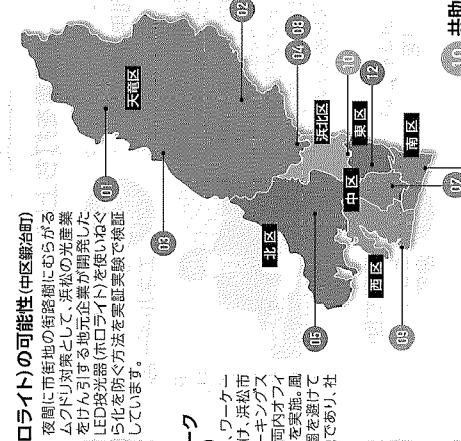 ロライト)の可能性(中区鍛冶町)
夜間に市街地の街路樹にむらがる
ムクドリ対策として、浜松の光産業
をけん引する地元企業が開発した
LED投光器(ホロライト)を使いねぐ
ら化を防ぐ方法を実証実験で検証
しています。
ーク
、ワーケー
け、浜松市
ーキングス
両内オフィ
を実施。風
を避けて
であり、社
天竜区
浜北区
北区
東区
中区
西区
南区
01
02
03
04
08
10
12
05
07
09
10
共助